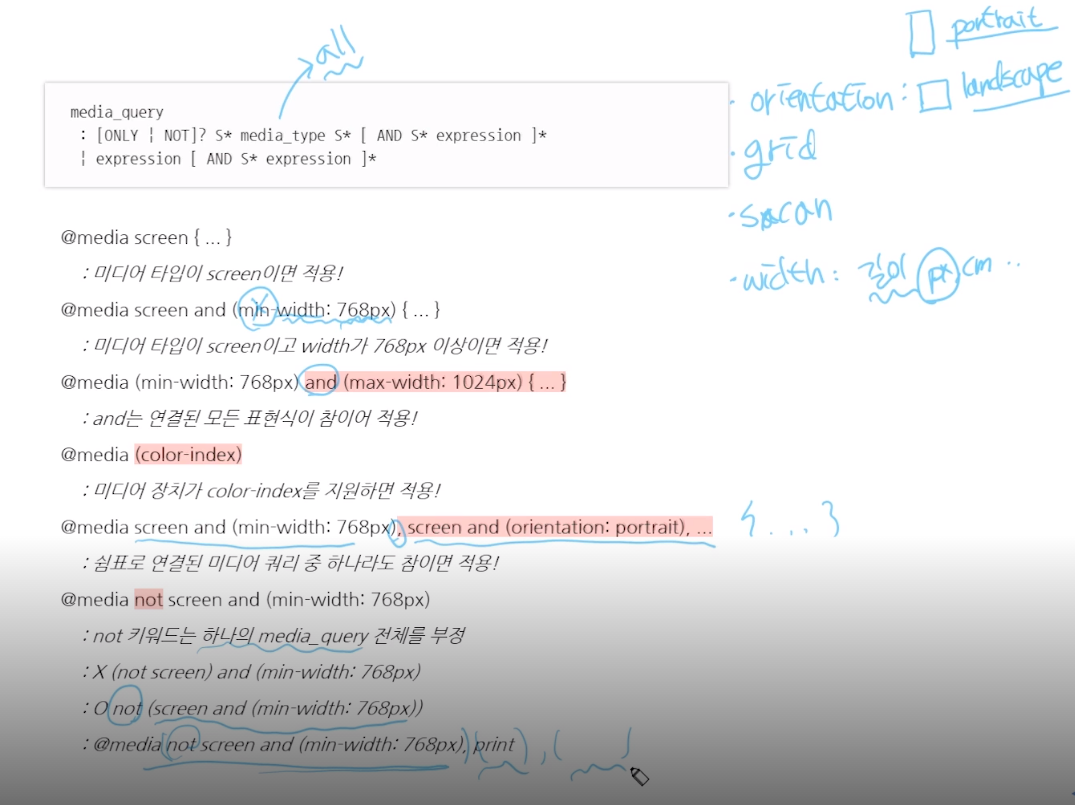 all
portrait
orientation: landscape
media_query
: [ONLY | NOT]? S* media_type S* [ AND S* expression ]*
| expression [ AND S* expression ]*
· grid
· scan
· width: 길이 px, cm ..
@media screen { ... }
: 미디어 타입이 screen이면 적용!
@media screen and (min-width: 768px) { ... }
: 미디어 타입이 screen이고 width가 768px 이상이면 적용!
@media (min-width: 768px) and (max-width: 1024px) { ... }
: and는 연결된 모든 표현식이 참이어 적용!
@media (color-index)
: 미디어 장치가 color-index를 지원하면 적용!
@media screen and (min-width: 768px), screen and (orientation: portrait), ... { . . . }
: 쉼표로 연결된 미디어 쿼리 중 하나라도 참이면 적용!
@media not screen and (min-width: 768px)
: not 키워드는 하나의 media_query 전체를 부정
: X (not screen) and (min-width: 768px)
: O not (screen and (min-width: 768px))
: @media not screen and (min-width: 768px), print